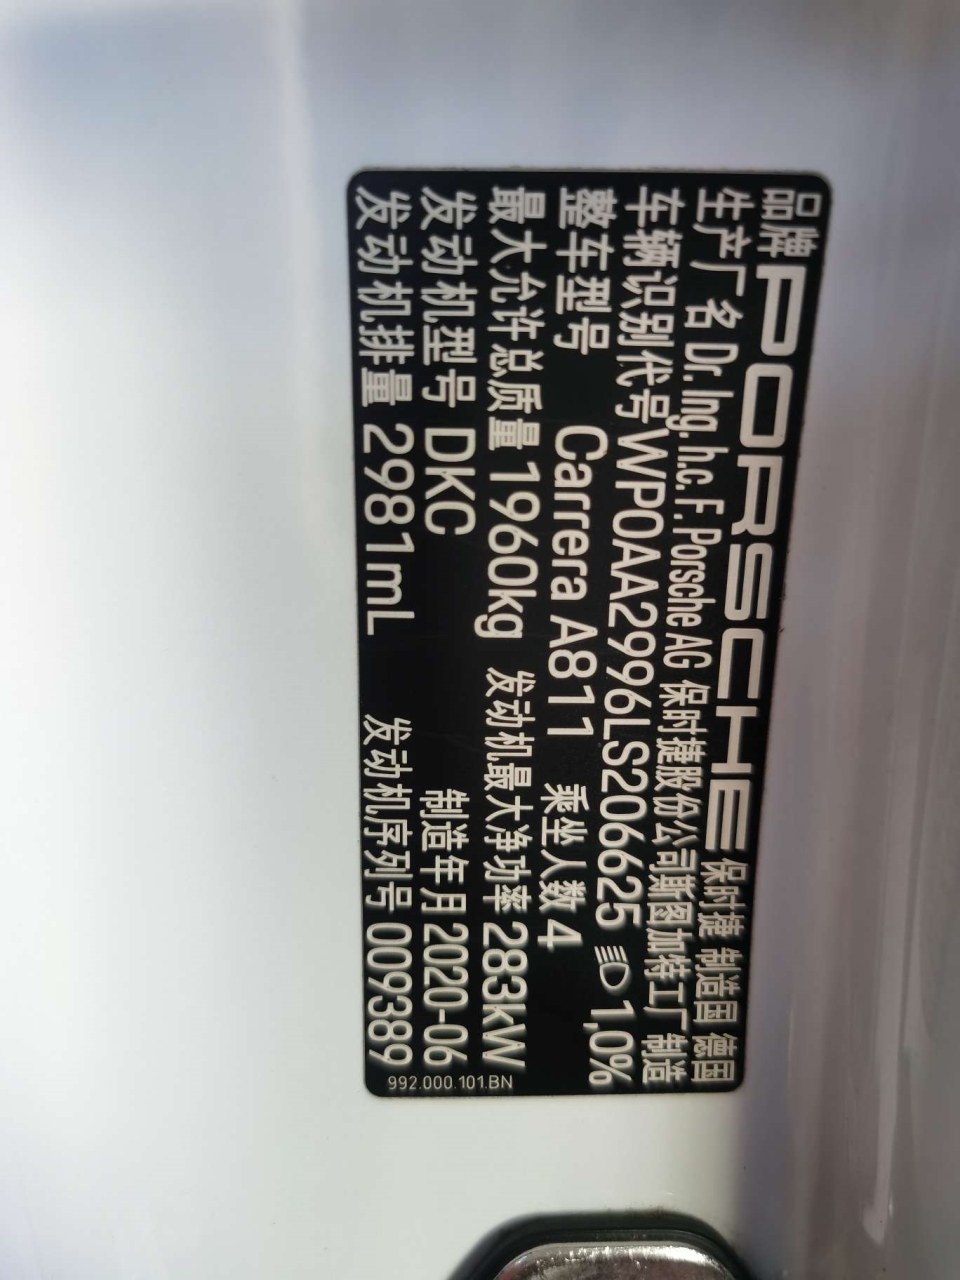 品牌 PORSCHE 保时捷 制造国 德国
生产厂名 Dr. Ing. h.c. F. Porsche AG 保时捷股份公司斯图加特工厂 制造
车辆识别代号 WP0AA2996LS206625 1,0%
整车型号 Carrera A811 乘坐人数 4
最大允许总质量 1960kg 发动机最大净功率 283kW
发动机型号 DKC 制造年月 2020-06
发动机排量 2981mL 发动机序列号 009389
992.000.101.BN